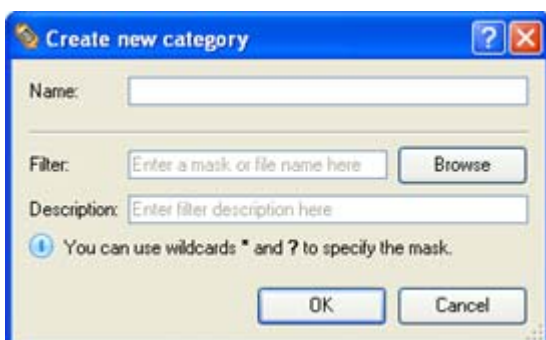 Create new category
Name:
Filter: Enter a mask or file name here Browse
Description: Enter filter description here
You can use wildcards * and ? to specify the mask.
OK Cancel